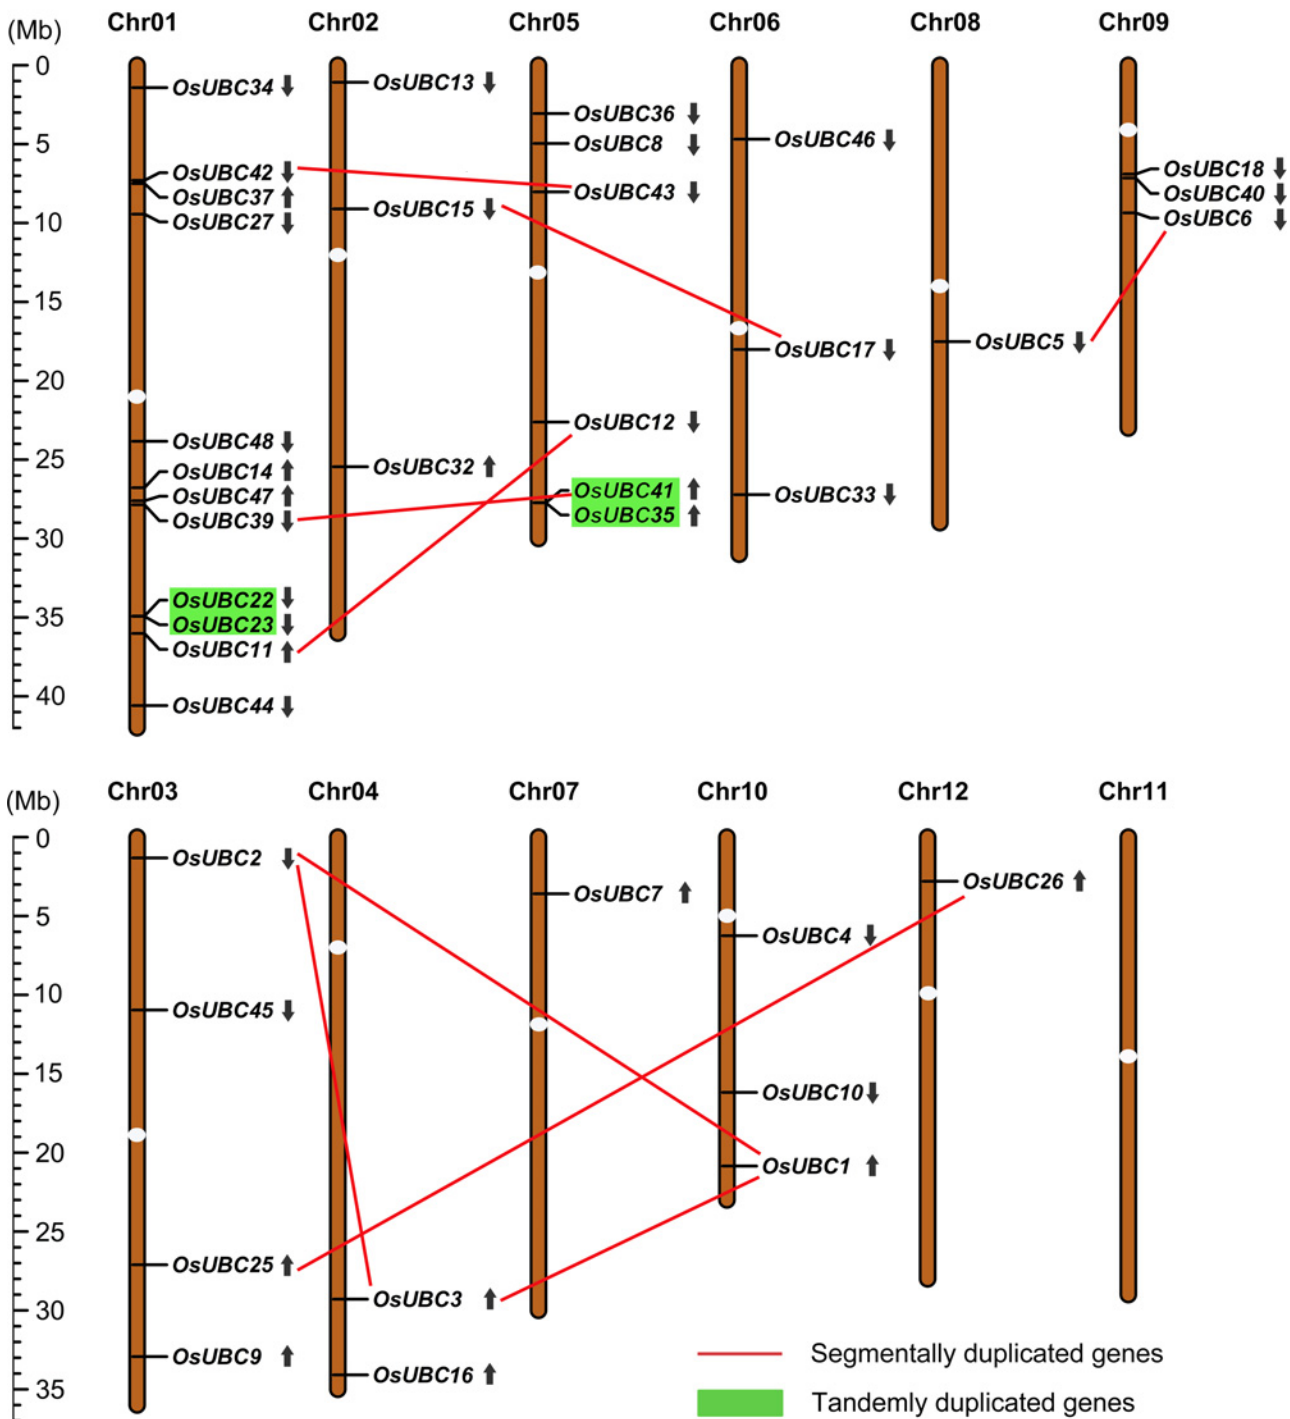 Chr01 Chr02 Chr05 Chr06 Chr08 Chr09
(Mb)
0
5
10
15
20
25
30
35
40
OsUBC34
OsUBC42
OsUBC37
OsUBC27
OsUBC48
OsUBC14
OsUBC47
OsUBC39
OsUBC22
OsUBC23
OsUBC11
OsUBC44
OsUBC13
OsUBC15
OsUBC32
OsUBC36
OsUBC8
OsUBC43
OsUBC12
OsUBC41
OsUBC35
OsUBC46
OsUBC17
OsUBC33
OsUBC5
OsUBC18
OsUBC40
OsUBC6
Chr03 Chr04 Chr07 Chr10 Chr12 Chr11
(Mb)
0
5
10
15
20
25
30
35
OsUBC2
OsUBC45
OsUBC25
OsUBC9
OsUBC3
OsUBC16
OsUBC7
OsUBC4
OsUBC10
OsUBC1
OsUBC26
Segmentally duplicated genes
Tandemly duplicated genes